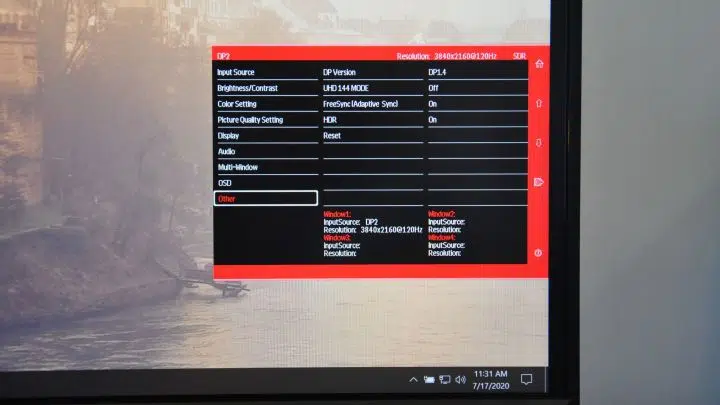 DP2 Resolution: 3840x2160@120Hz SDR
Input Source DP Version DP1.4
Brightness/Contrast UHD 144 MODE Off
Color Setting FreeSync(Adaptive Sync) On
Picture Quality Setting HDR On
Display Reset
Audio
Multi-Window
OSD
Other
Window1: Window2:
InputSource: DP2 InputSource:
Resolution: 3840x2160@120Hz Resolution:
Window3: Window4:
InputSource: InputSource:
Resolution: Resolution:
11:31 AM
7/17/2020